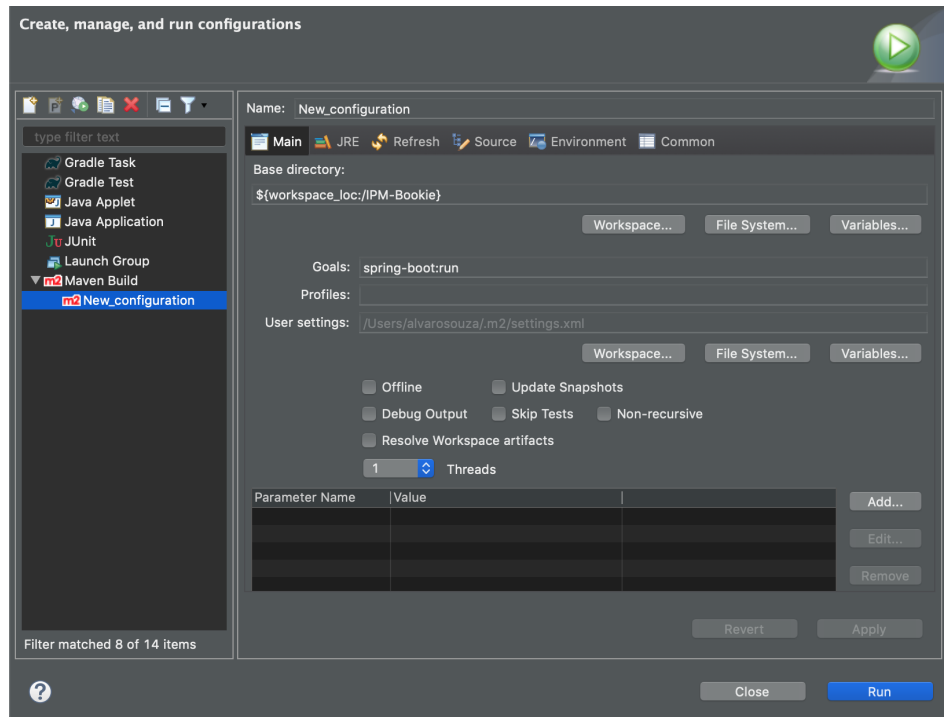 Create, manage, and run configurations
type filter text
Gradle Task
Gradle Test
Java Applet
Java Application
Ju JUnit
Launch Group
m2 Maven Build
m2 New_configuration
Filter matched 8 of 14 items
Name: New_configuration
Main JRE Refresh Source Environment Common
Base directory:
${workspace_loc:/IPM-Bookie}
Workspace... File System... Variables...
Goals: spring-boot:run
Profiles:
User settings: /Users/alvarosouza/.m2/settings.xml
Workspace... File System... Variables...
Offline Update Snapshots
Debug Output Skip Tests Non-recursive
Resolve Workspace artifacts
1 Threads
Parameter Name Value
Add...
Edit...
Remove
Revert Apply
? Close Run